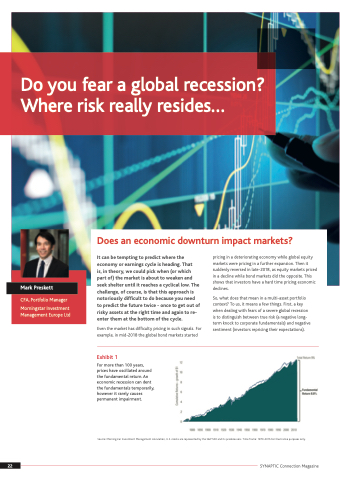 Do you fear a global recession?
Where risk really resides...
Mark Preskett
CFA, Portfolio Manager
Morningstar Investment
Management Europe Ltd
Does an economic downturn impact markets?
It can be tempting to predict where the
economy or earnings cycle is heading. That
is, in theory, we could pick when (or which
part of) the market is about to weaken and
seek shelter until it reaches a cyclical low. The
challenge, of course, is that this approach is
notoriously difficult to do because you need
to predict the future twice – once to get out of
risky assets at the right time and again to re-
enter them at the bottom of the cycle.
Even the market has difficulty pricing in such signals. For
example, in mid-2018 the global bond markets started
pricing in a deteriorating economy while global equity
markets were pricing in a further expansion. Then it
suddenly reversed in late-2018, as equity markets priced
in a decline while bond markets did the opposite. This
shows that investors have a hard time pricing economic
declines.
So, what does that mean in a multi-asset portfolio
context? To us, it means a few things. First, a key
when dealing with fears of a severe global recession
is to distinguish between true risk (a negative long-
term knock to corporate fundamentals) and negative
sentiment (investors repricing their expectations).
Exhibit 1
For more than 100 years,
prices have oscillated around
the fundamental return. An
economic recession can dent
the fundamentals temporarily,
however it rarely causes
permanent impairment.
Fundamental
22
SYNAPTIC Connection Magazine